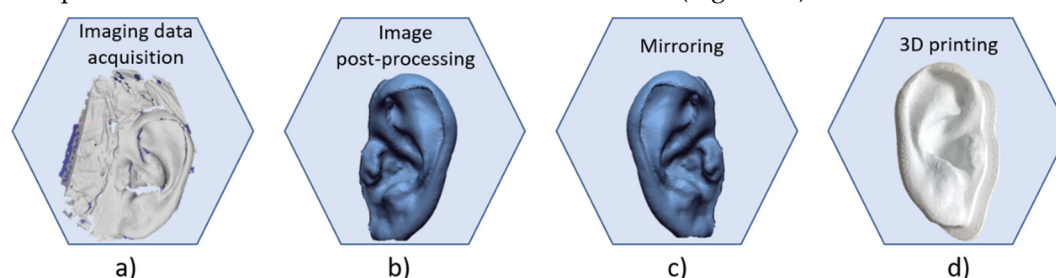 Imaging data
acquisition
Image
post-processing
Mirroring
3D printing
a)
b)
c)
d)